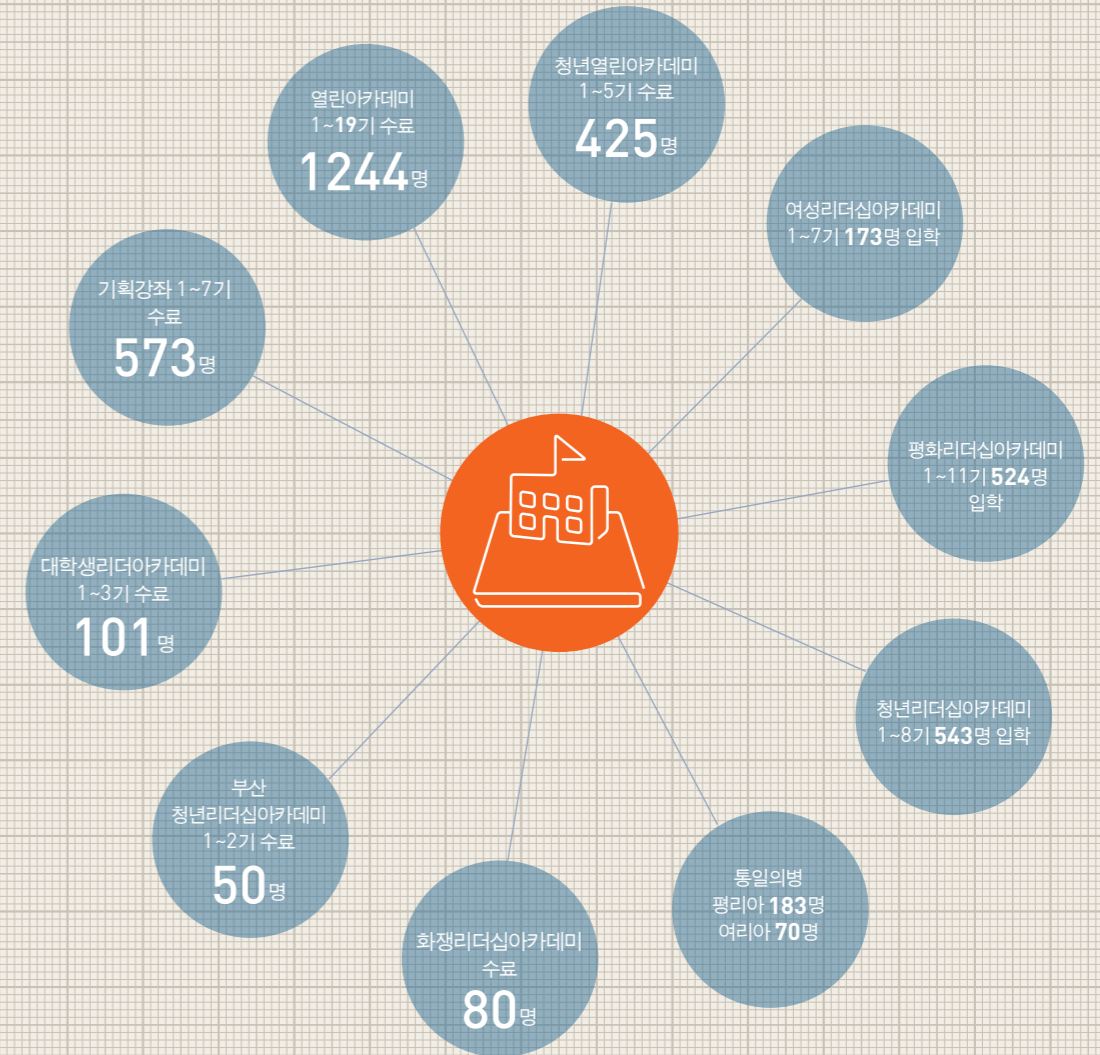 열린아카데미
1~19기 수료
1244명
청년열린아카데미
1~5기 수료
425명
여성리더십아카데미
1~7기 173명 입학
평화리더십아카데미
1~11기 524명
입학
청년리더십아카데미
1~8기 543명 입학
통일의병
평리아 183명
여리아 70명
화쟁리더십아카데미
수료
80명
부산
청년리더십아카데미
1~2기 수료
50명
대학생리더아카데미
1~3기 수료
101명
기획강좌 1~7기
수료
573명